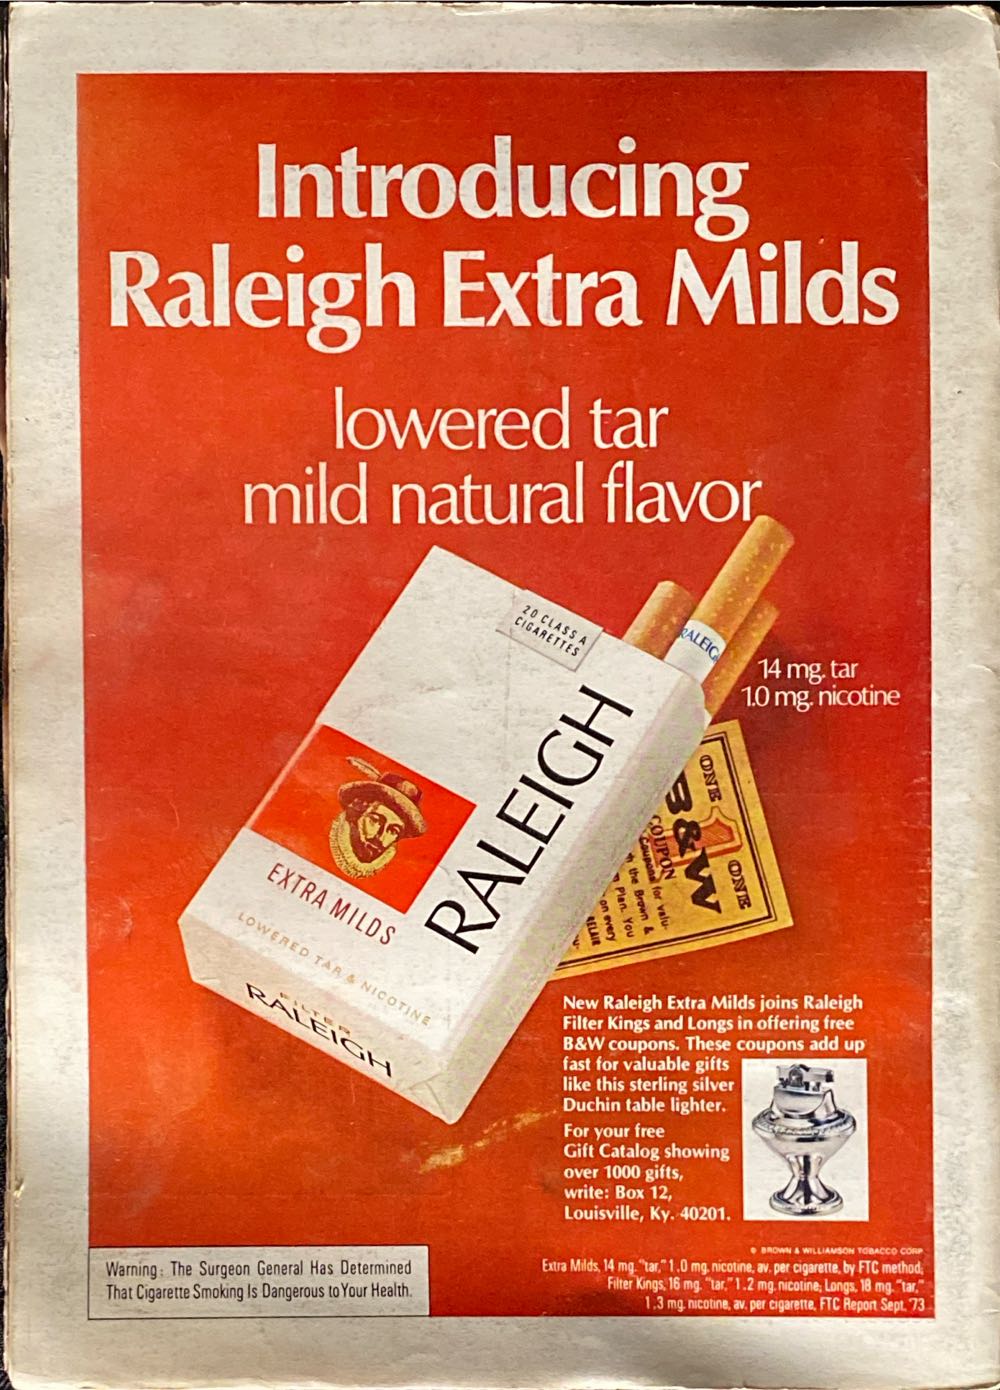 Introducing
Raleigh Extra Milds
lowered tar
mild natural flavor
20 CLASS A
CIGARETTES
RALEIGH
EXTRA MILDS
LOWERED TAR & NICOTINE
FILTER
RALEIGH
14 mg. tar
1.0 mg. nicotine
ONE
B&W
COUPON
ONE
New Raleigh Extra Milds joins Raleigh
Filter Kings and Longs in offering free
B&W coupons. These coupons add up
fast for valuable gifts
like this sterling silver
Duchin table lighter.
For your free
Gift Catalog showing
over 1000 gifts,
write: Box 12,
Louisville, Ky. 40201.
© BROWN & WILLIAMSON TOBACCO CORP
Extra Milds, 14 mg. "tar," 1.0 mg. nicotine, av. per cigarette, by FTC method;
Filter Kings, 16 mg. "tar," 1.2 mg. nicotine; Longs, 18 mg. "tar,"
1.3 mg. nicotine, av. per cigarette, FTC Report Sept. '73
Warning: The Surgeon General Has Determined
That Cigarette Smoking Is Dangerous to Your Health.